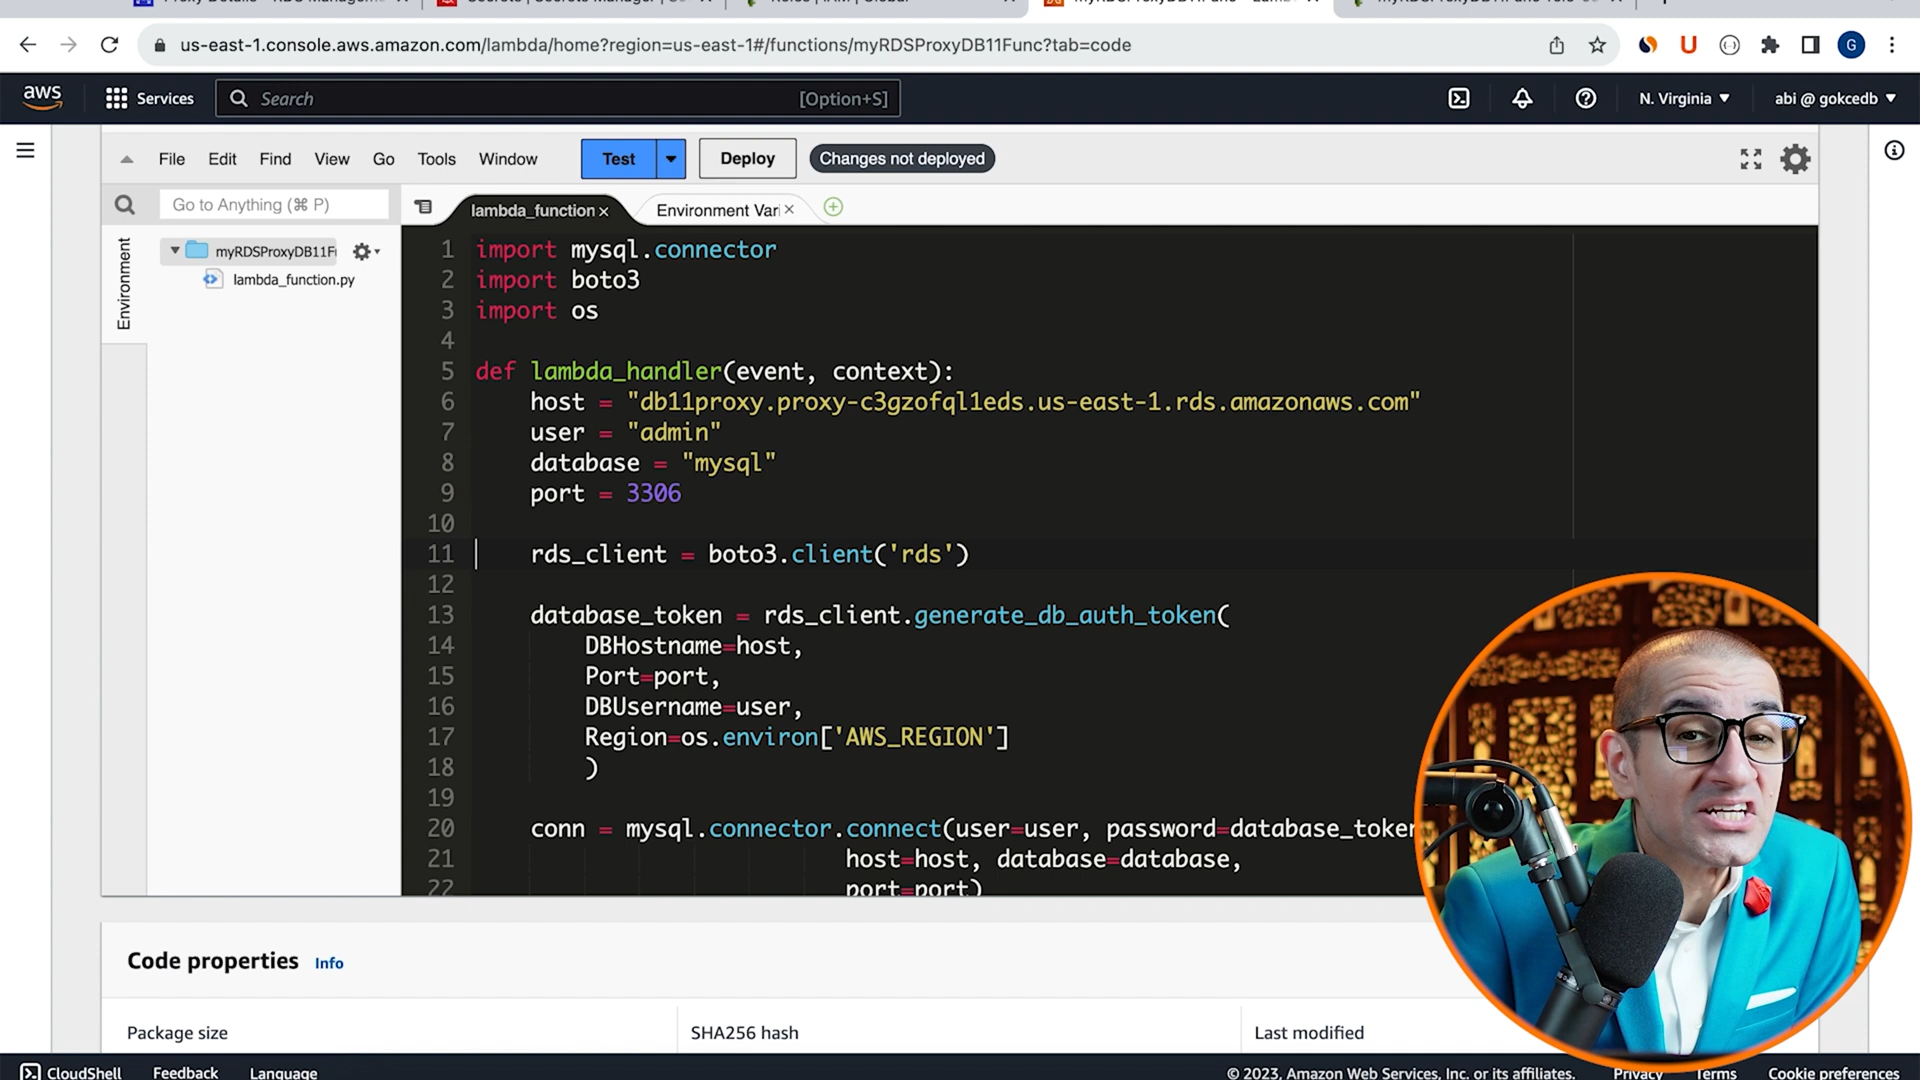 us-east-1.console.aws.amazon.com/lambda/home?region=us-east-1#/functions/myRDSProxyDB11Func?tab=code
G
aws
Services
Search
[Option+S]
N. Virginia
abi @ gokcedb
File
Edit
Find
View
Go
Tools
Window
Test
Deploy
Changes not deployed
Go to Anything (⌘ P)
lambda_function
Environment Vari
Environment
myRDSProxyDB11F
lambda_function.py
1 import mysql.connector
2 import boto3
3 import os
4
5 def lambda_handler(event, context):
6 host = "db11proxy.proxy-c3gzofql1eds.us-east-1.rds.amazonaws.com"
7 user = "admin"
8 database = "mysql"
9 port = 3306
10
11 rds_client = boto3.client('rds')
12
13 database_token = rds_client.generate_db_auth_token(
14 DBHostname=host,
15 Port=port,
16 DBUsername=user,
17 Region=os.environ['AWS_REGION']
18 )
19
20 conn = mysql.connector.connect(user=user, password=database_token
21 host=host, database=database,
22 port=port)
Code properties
Info
Package size
SHA256 hash
Last modified
CloudShell
Feedback
Language
© 2023, Amazon Web Services, Inc. or its affiliates.
Privacy
Terms
Cookie preferences